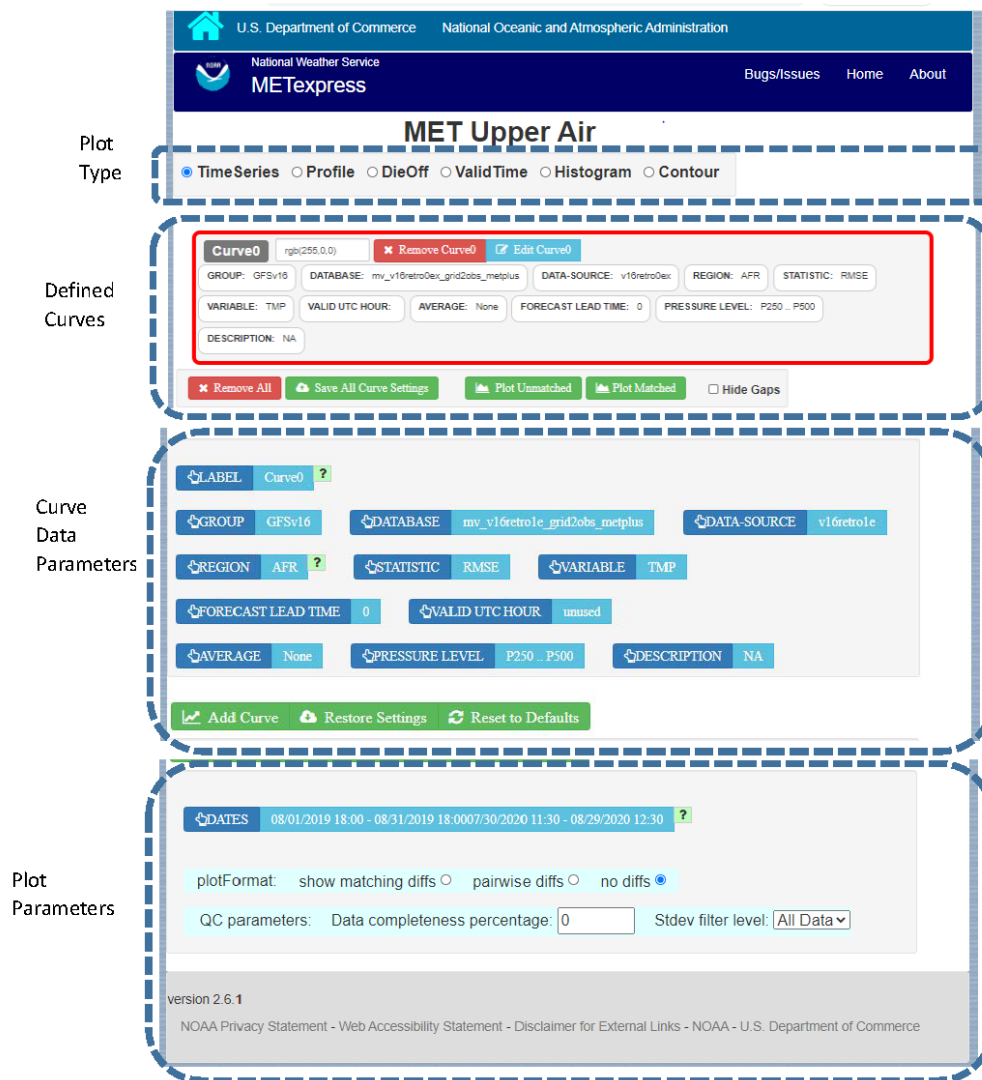 U.S. Department of Commerce National Oceanic and Atmospheric Administration
NOAA
National Weather Service
METexpress
Bugs/Issues Home About
MET Upper Air
Plot
Type
TimeSeries Profile DieOff ValidTime Histogram Contour
Defined
Curves
Curve0 rgb(255,0,0) Remove Curve0 Edit Curve0
GROUP: GFSv16 DATABASE: mv_v16retro0ex_grid2obs_metplus DATA-SOURCE: v16retro0ex REGION: AFR STATISTIC: RMSE
VARIABLE: TMP VALID UTC HOUR: AVERAGE: None FORECAST LEAD TIME: 0 PRESSURE LEVEL: P250 .. P500
DESCRIPTION: NA
Remove All Save All Curve Settings Plot Unmatched Plot Matched Hide Gaps
Curve
Data
Parameters
LABEL Curve0 ?
GROUP GFSv16 DATABASE mv_v16retro1e_grid2obs_metplus DATA-SOURCE v16retro1e
REGION AFR ? STATISTIC RMSE VARIABLE TMP
FORECAST LEAD TIME 0 VALID UTC HOUR unused
AVERAGE None PRESSURE LEVEL P250 .. P500 DESCRIPTION NA
Add Curve Restore Settings Reset to Defaults
Plot
Parameters
DATES 08/01/2019 18:00 - 08/31/2019 18:0007/30/2020 11:30 - 08/29/2020 12:30 ?
plotFormat: show matching diffs pairwise diffs no diffs
QC parameters: Data completeness percentage: 0 Stdev filter level: All Data
version 2.6.1
NOAA Privacy Statement - Web Accessibility Statement - Disclaimer for External Links - NOAA - U.S. Department of Commerce